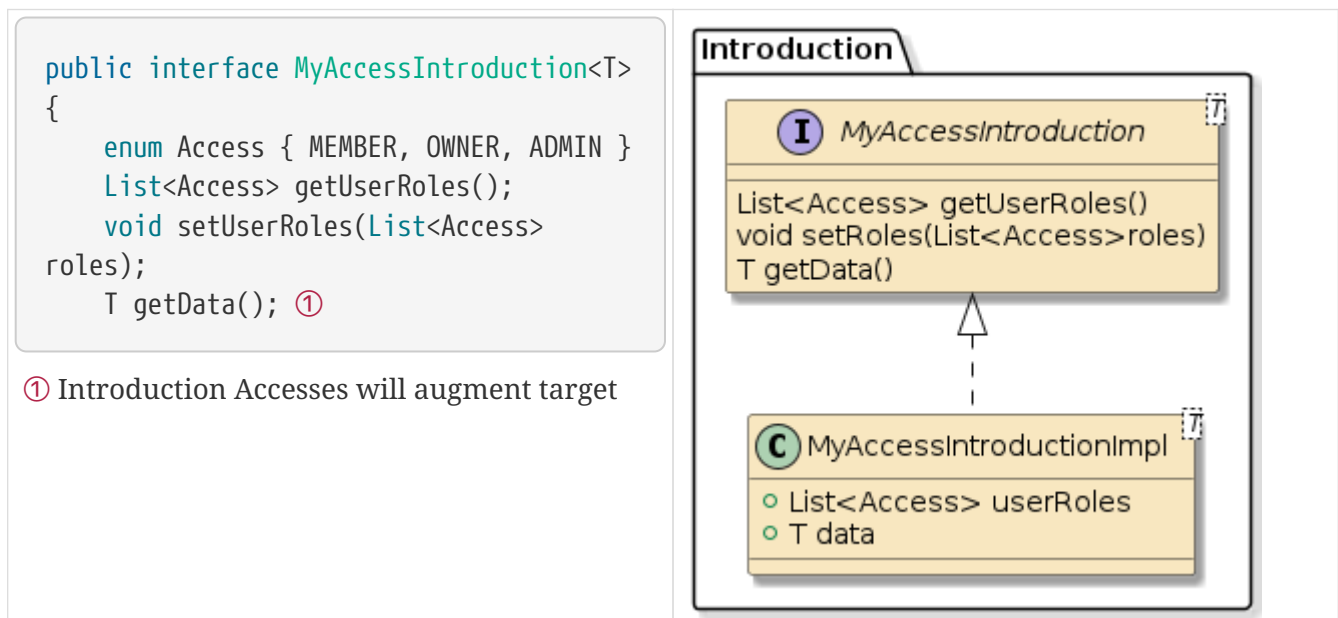 public interface MyAccessIntroduction<T>
{
    enum Access { MEMBER, OWNER, ADMIN }
    List<Access> getUserRoles();
    void setUserRoles(List<Access>
roles);
    T getData(); ①
① Introduction Accesses will augment target
Introduction
T
I MyAccessIntroduction
List<Access> getUserRoles()
void setRoles(List<Access>roles)
T getData()
T
C MyAccessIntroductionImpl
List<Access> userRoles
T data